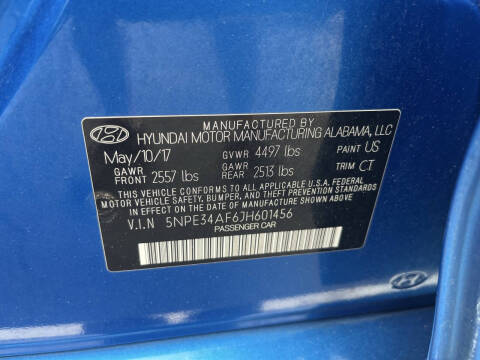 MANUFACTURED BY
HYUNDAI MOTOR MANUFACTURING ALABAMA, LLC
May/10/17 GVWR 4497 lbs PAINT US
GAWR FRONT 2557 lbs GAWR REAR 2513 lbs TRIM CT
THIS VEHICLE CONFORMS TO ALL APPLICABLE U.S.A. FEDERAL
MOTOR VEHICLE SAFETY, BUMPER, AND THEFT PREVENTION STANDARDS
IN EFFECT ON THE DATE OF MANUFACTURE SHOWN ABOVE.
V.I.N 5NPE34AF6JH601456
PASSENGER CAR